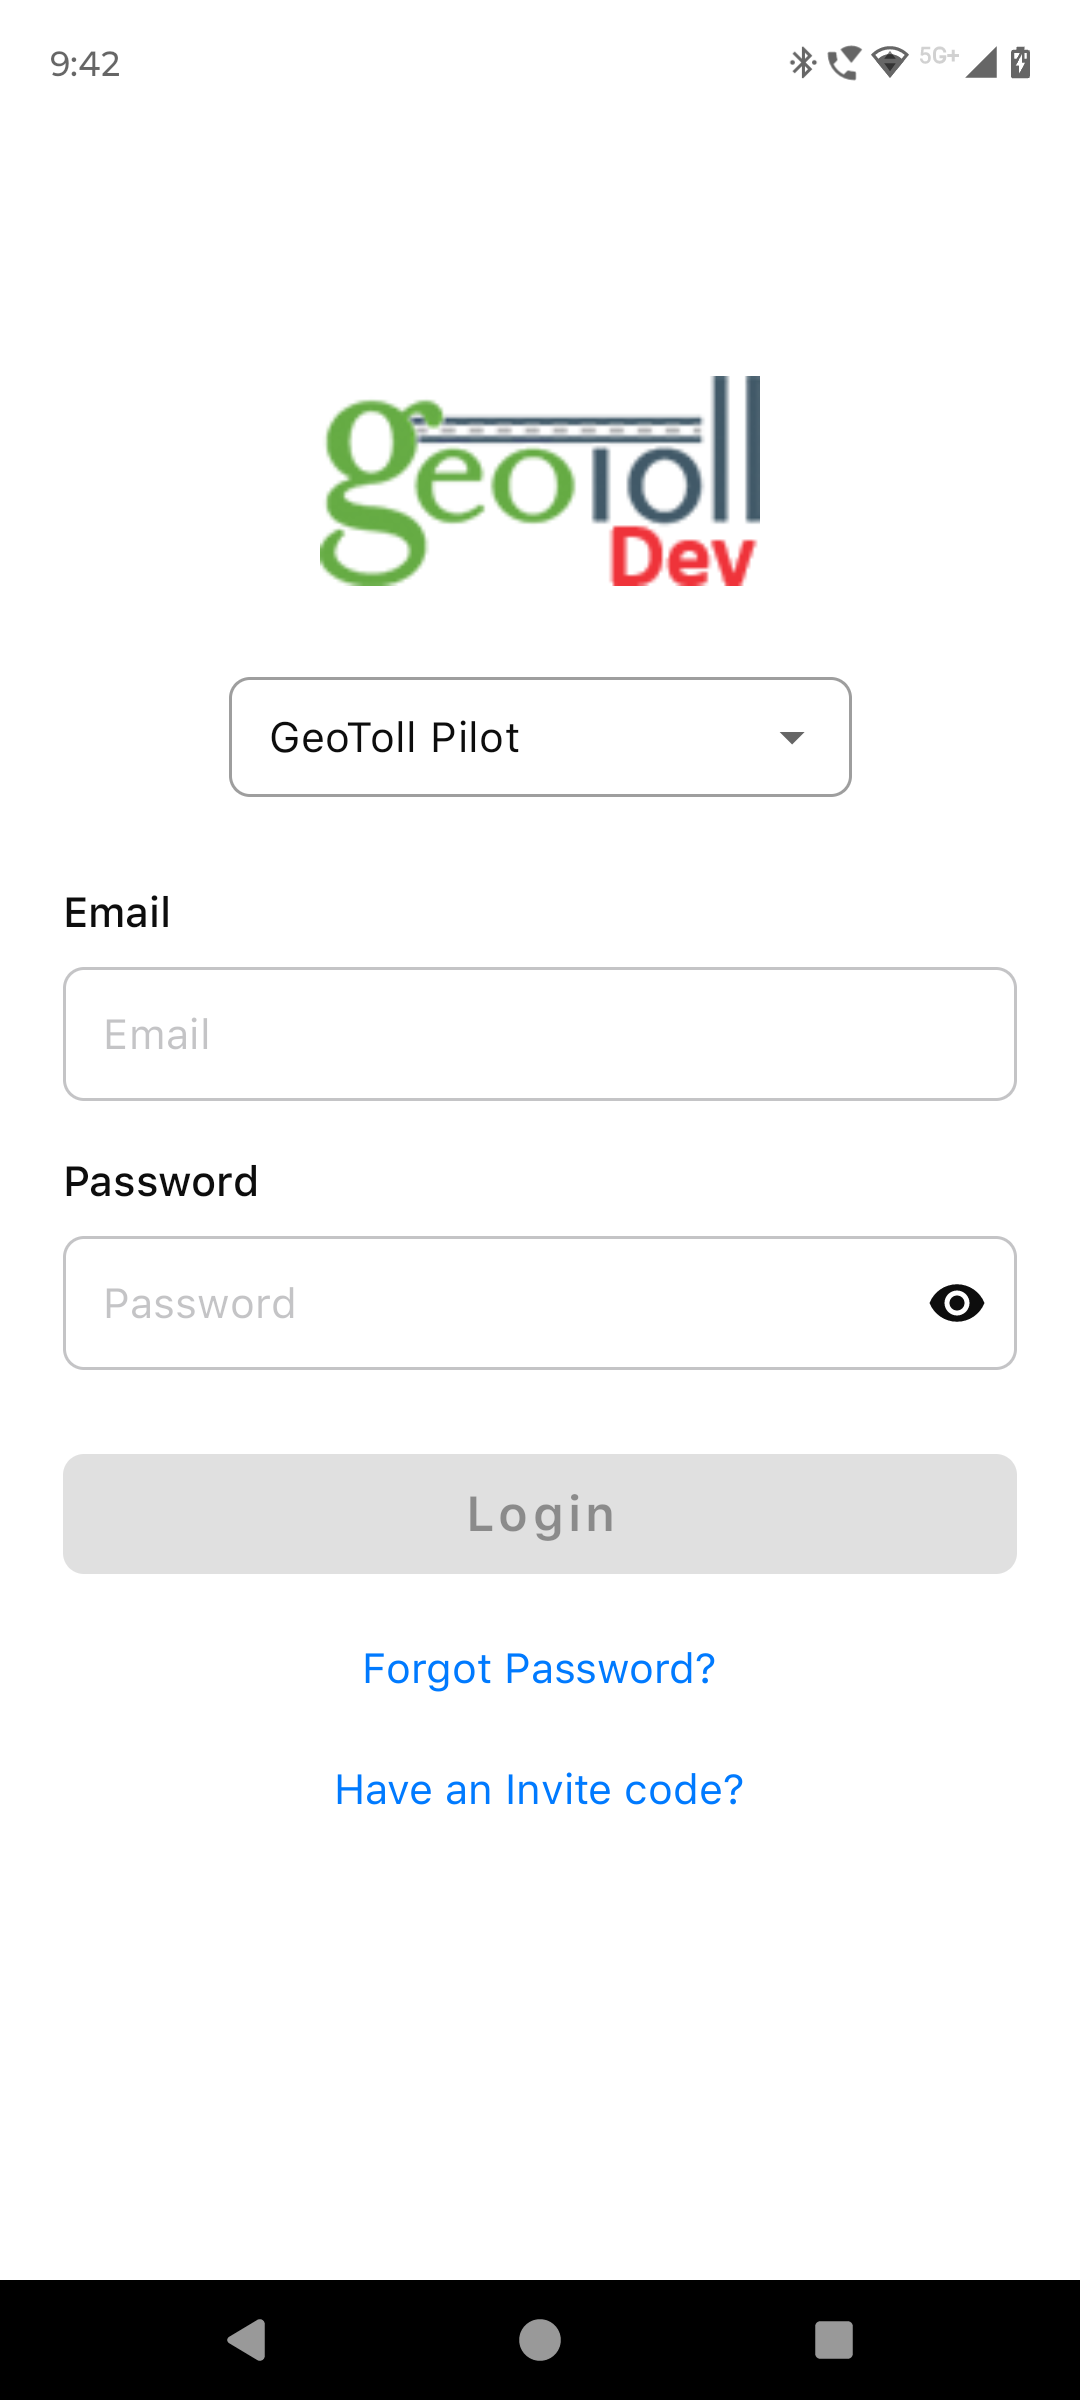 9:42
5G+
geotoll
Dev
GeoToll Pilot
Email
Email
Password
Password
Login
Forgot Password?
Have an Invite code?